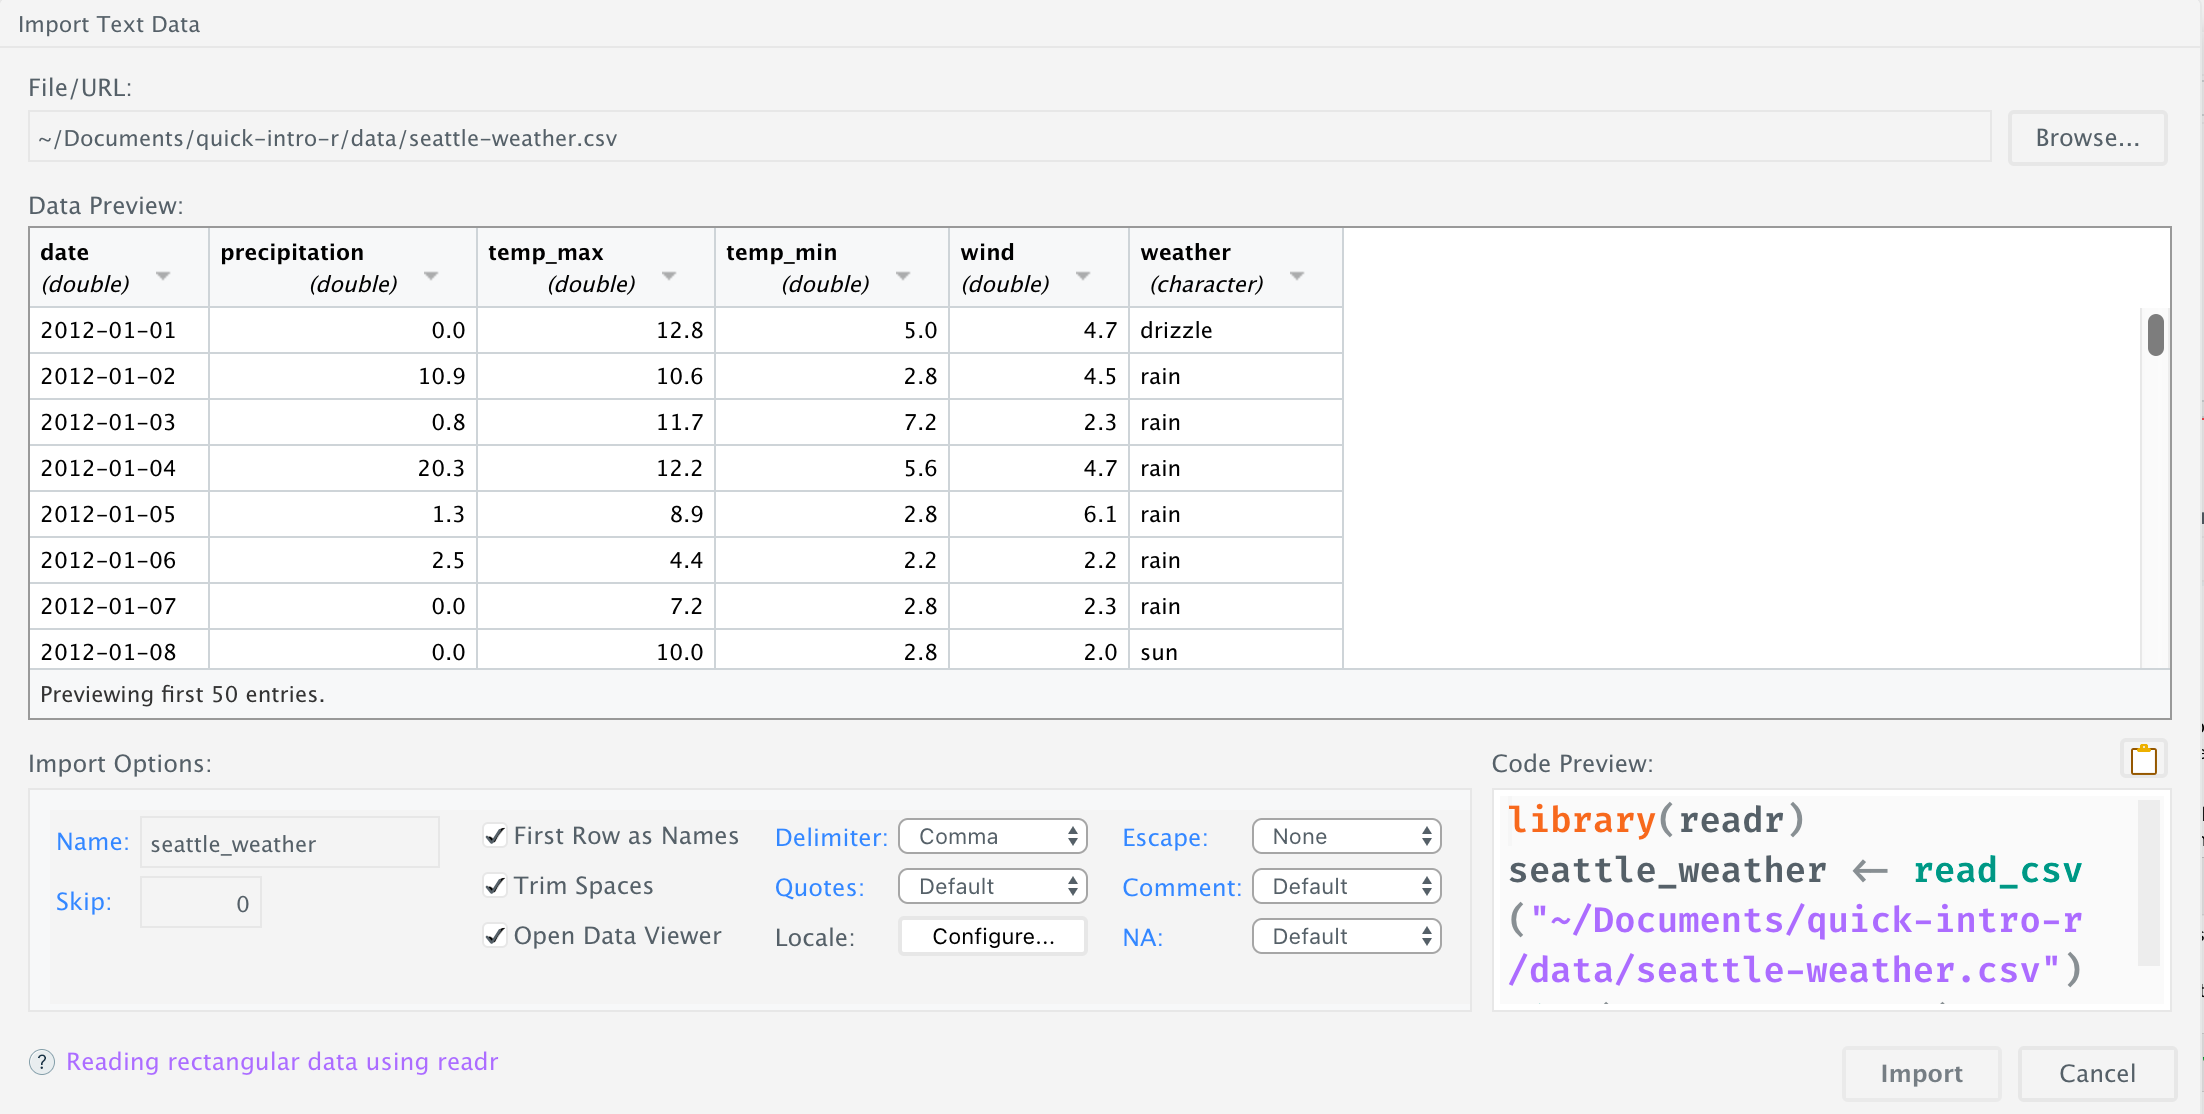 Import Text Data
File/URL:
~/Documents/quick-intro-r/data/seattle-weather.csv
Browse...
Data Preview:
date precipitation temp_max temp_min wind weather
(double) (double) (double) (double) (double) (character)
2012-01-01 0.0 12.8 5.0 4.7 drizzle
2012-01-02 10.9 10.6 2.8 4.5 rain
2012-01-03 0.8 11.7 7.2 2.3 rain
2012-01-04 20.3 12.2 5.6 4.7 rain
2012-01-05 1.3 8.9 2.8 6.1 rain
2012-01-06 2.5 4.4 2.2 2.2 rain
2012-01-07 0.0 7.2 2.8 2.3 rain
2012-01-08 0.0 10.0 2.8 2.0 sun
Previewing first 50 entries.
Import Options:
Name: seattle_weather
Skip: 0
First Row as Names
Trim Spaces
Open Data Viewer
Delimiter: Comma
Quotes: Default
Locale: Configure...
Escape: None
Comment: Default
NA: Default
Code Preview:
library(readr)
seattle_weather <- read_csv
("~/Documents/quick-intro-r
/data/seattle-weather.csv")
? Reading rectangular data using readr
Import
Cancel